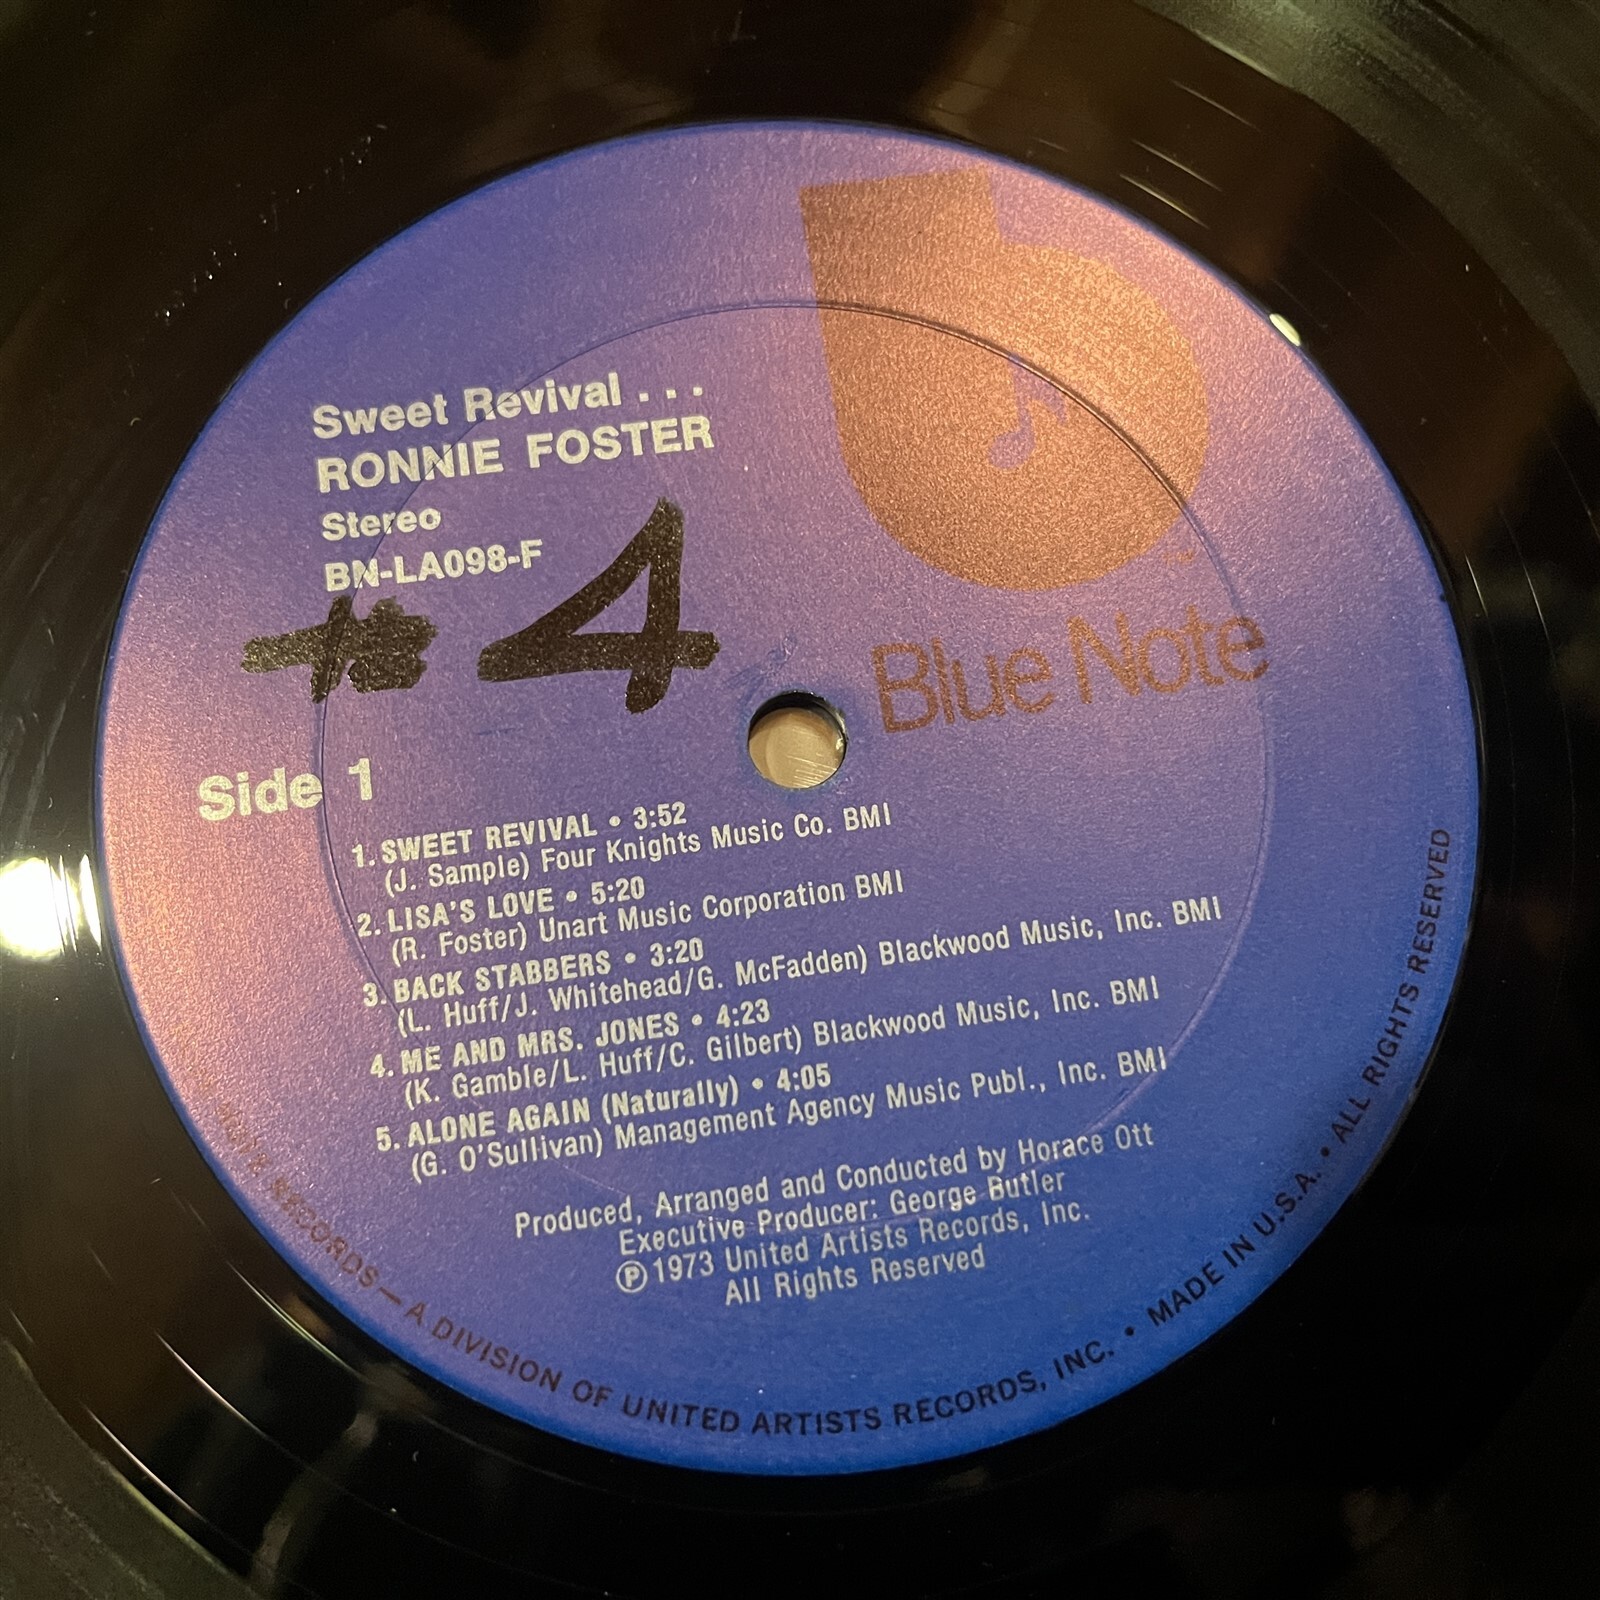 Sweet Revival . . .
RONNIE FOSTER
Stereo
BN-LA098-F
# 4
Blue Note
Side 1
1. SWEET REVIVAL • 3:52
(J. Sample) Four Knights Music Co. BMI
2. LISA'S LOVE • 5:20
(R. Foster) Unart Music Corporation BMI
3. BACK STABBERS • 3:20
(L. Huff/J. Whitehead/G. McFadden) Blackwood Music, Inc. BMI
4. ME AND MRS. JONES • 4:23
(K. Gamble/L. Huff/C. Gilbert) Blackwood Music, Inc. BMI
5. ALONE AGAIN (Naturally) • 4:05
(G. O'Sullivan) Management Agency Music Publ., Inc. BMI
Produced, Arranged and Conducted by Horace Ott
Executive Producer: George Butler
Ⓟ 1973 United Artists Records, Inc.
All Rights Reserved
NOTE RECORDS — A DIVISION OF UNITED ARTISTS RECORDS, INC. • MADE IN U.S.A. • ALL RIGHTS RESERVED